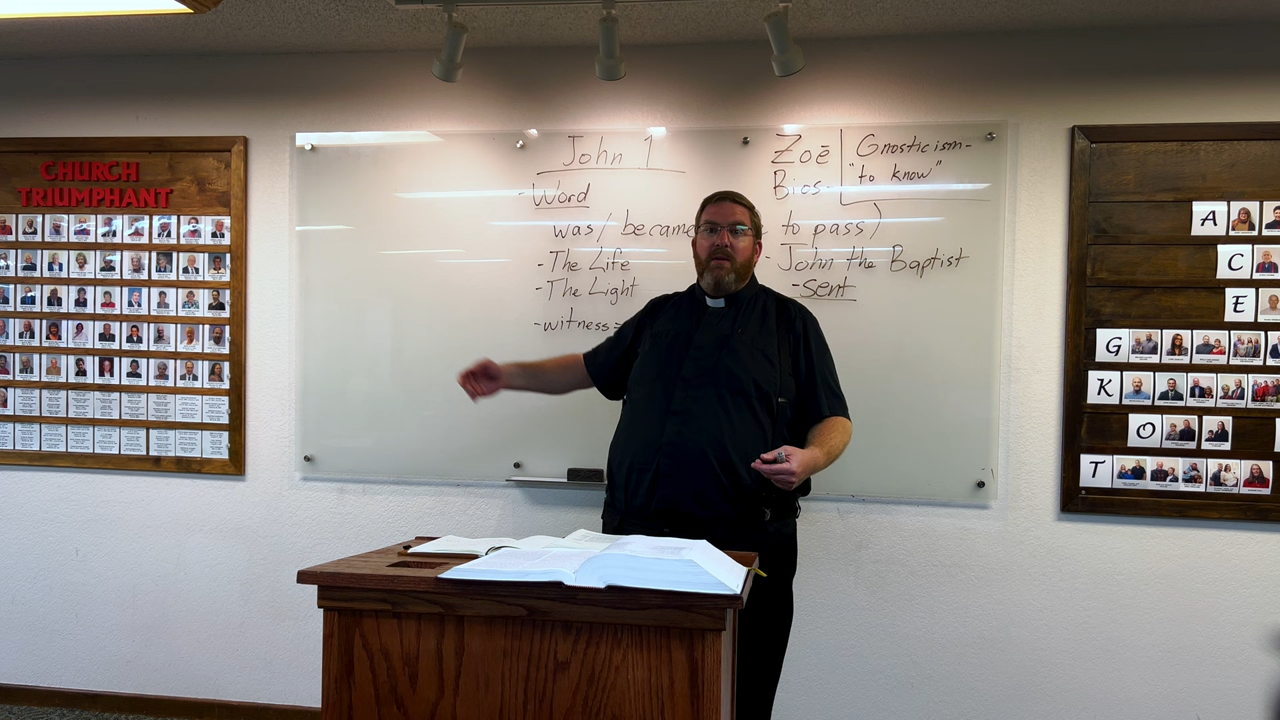 CHURCH
TRIUMPHANT
John 1
- Word
was/became to pass)
- The Life
- The Light
- witness =
Zoē
Bios -
Gnosticism -
"to know"
- John the Baptist
- sent
A
C
E
G
K
O
T